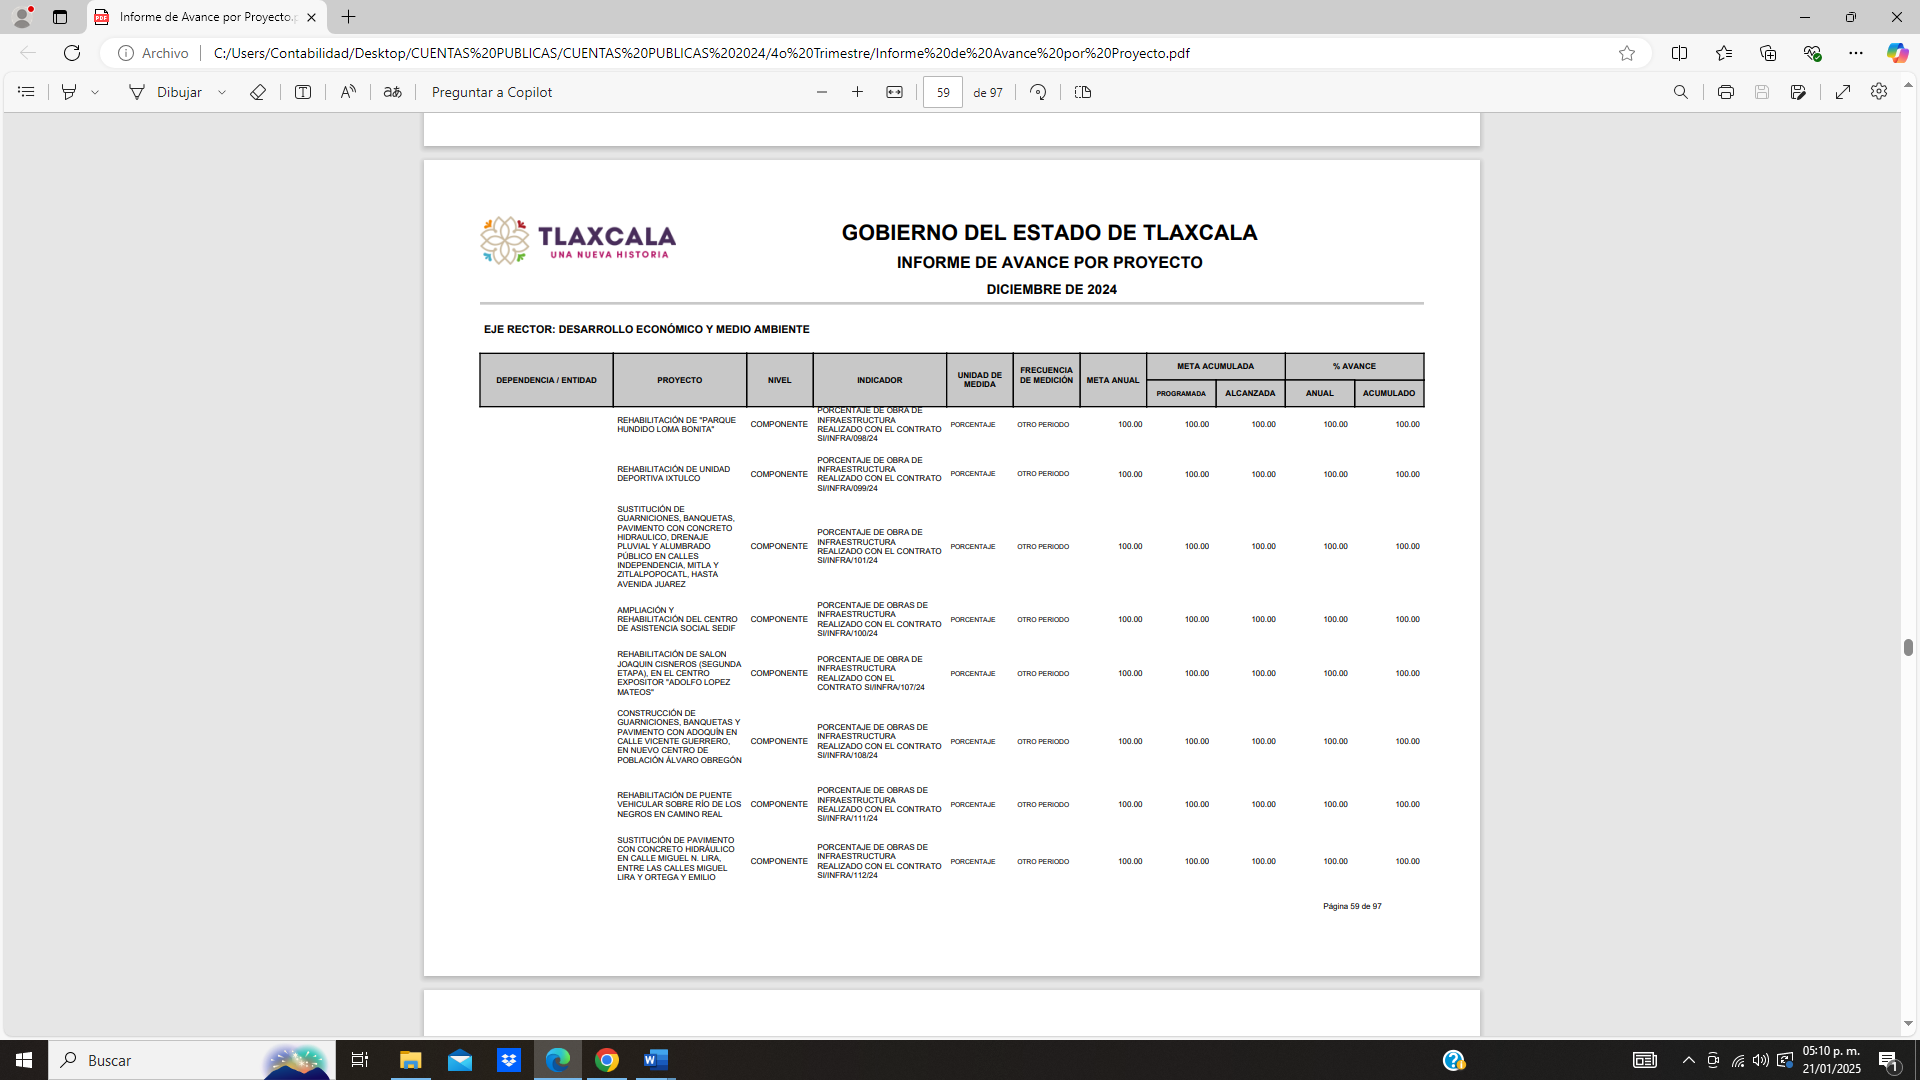 Informe de Avance por Proyecto.p
Archivo
C:/Users/Contabilidad/Desktop/CUENTAS%20PUBLICAS/CUENTAS%20PUBLICAS%202024/4o%20Trimestre/Informe%20de%20Avance%20por%20Proyecto.pdf
Dibujar
Preguntar a Copilot
59
de 97
TLAXCALA
UNA NUEVA HISTORIA
GOBIERNO DEL ESTADO DE TLAXCALA
INFORME DE AVANCE POR PROYECTO
DICIEMBRE DE 2024
EJE RECTOR: DESARROLLO ECONÓMICO Y MEDIO AMBIENTE
DEPENDENCIA / ENTIDAD
PROYECTO
NIVEL
INDICADOR
UNIDAD DE
MEDIDA
FRECUENCIA
DE MEDICIÓN
META ANUAL
META ACUMULADA
PROGRAMADA
ALCANZADA
% AVANCE
ANUAL
ACUMULADO
REHABILITACIÓN DE "PARQUE
HUNDIDO LOMA BONITA"
COMPONENTE
PORCENTAJE DE OBRA DE
INFRAESTRUCTURA
REALIZADO CON EL CONTRATO
SI/INFRA/098/24
PORCENTAJE
OTRO PERIODO
100.00
100.00
100.00
100.00
100.00
REHABILITACIÓN DE UNIDAD
DEPORTIVA IXTULCO
COMPONENTE
PORCENTAJE DE OBRA DE
INFRAESTRUCTURA
REALIZADO CON EL CONTRATO
SI/INFRA/099/24
PORCENTAJE
OTRO PERIODO
100.00
100.00
100.00
100.00
100.00
SUSTITUCIÓN DE
GUARNICIONES, BANQUETAS,
PAVIMENTO CON CONCRETO
HIDRAULICO, DRENAJE
PLUVIAL Y ALUMBRADO
PÚBLICO EN CALLES
INDEPENDENCIA, MITLA Y
ZITLALPOPOCATL, HASTA
AVENIDA JUAREZ
COMPONENTE
PORCENTAJE DE OBRA DE
INFRAESTRUCTURA
REALIZADO CON EL CONTRATO
SI/INFRA/101/24
PORCENTAJE
OTRO PERIODO
100.00
100.00
100.00
100.00
100.00
AMPLIACIÓN Y
REHABILITACIÓN DEL CENTRO
DE ASISTENCIA SOCIAL SEDIF
COMPONENTE
PORCENTAJE DE OBRAS DE
INFRAESTRUCTURA
REALIZADO CON EL CONTRATO
SI/INFRA/100/24
PORCENTAJE
OTRO PERIODO
100.00
100.00
100.00
100.00
100.00
REHABILITACIÓN DE SALON
JOAQUIN CISNEROS (SEGUNDA
ETAPA), EN EL CENTRO
EXPOSITOR "ADOLFO LOPEZ
MATEOS"
COMPONENTE
PORCENTAJE DE OBRA DE
INFRAESTRUCTURA
REALIZADO CON EL
CONTRATO SI/INFRA/107/24
PORCENTAJE
OTRO PERIODO
100.00
100.00
100.00
100.00
100.00
CONSTRUCCIÓN DE
GUARNICIONES, BANQUETAS Y
PAVIMENTO CON ADOQUÍN EN
CALLE VICENTE GUERRERO,
EN NUEVO CENTRO DE
POBLACIÓN ÁLVARO OBREGÓN
COMPONENTE
PORCENTAJE DE OBRAS DE
INFRAESTRUCTURA
REALIZADO CON EL CONTRATO
SI/INFRA/108/24
PORCENTAJE
OTRO PERIODO
100.00
100.00
100.00
100.00
100.00
REHABILITACIÓN DE PUENTE
VEHICULAR SOBRE RÍO DE LOS
NEGROS EN CAMINO REAL
COMPONENTE
PORCENTAJE DE OBRAS DE
INFRAESTRUCTURA
REALIZADO CON EL CONTRATO
SI/INFRA/111/24
PORCENTAJE
OTRO PERIODO
100.00
100.00
100.00
100.00
100.00
SUSTITUCIÓN DE PAVIMENTO
CON CONCRETO HIDRÁULICO
EN CALLE MIGUEL N. LIRA,
ENTRE LAS CALLES MIGUEL
LIRA Y ORTEGA Y EMILIO
COMPONENTE
PORCENTAJE DE OBRAS DE
INFRAESTRUCTURA
REALIZADO CON EL CONTRATO
SI/INFRA/112/24
PORCENTAJE
OTRO PERIODO
100.00
100.00
100.00
100.00
100.00
Página 59 de 97
Buscar
05:10 p. m.
21/01/2025
1